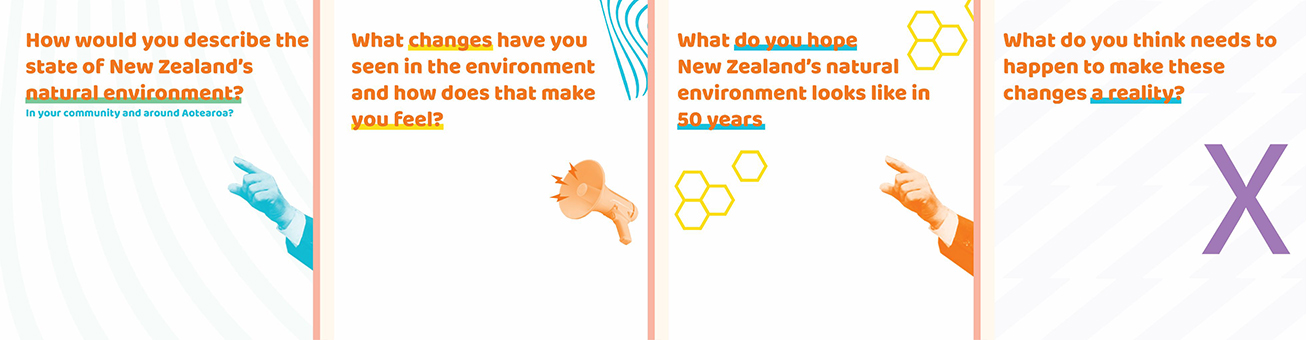 How would you describe the
state of New Zealand's
natural environment?
In your community and around Aotearoa?
What changes have you
seen in the environment
and how does that make
you feel?
What do you hope
New Zealand's natural
environment looks like in
50 years
What do you think needs to
happen to make these
changes a reality?
X